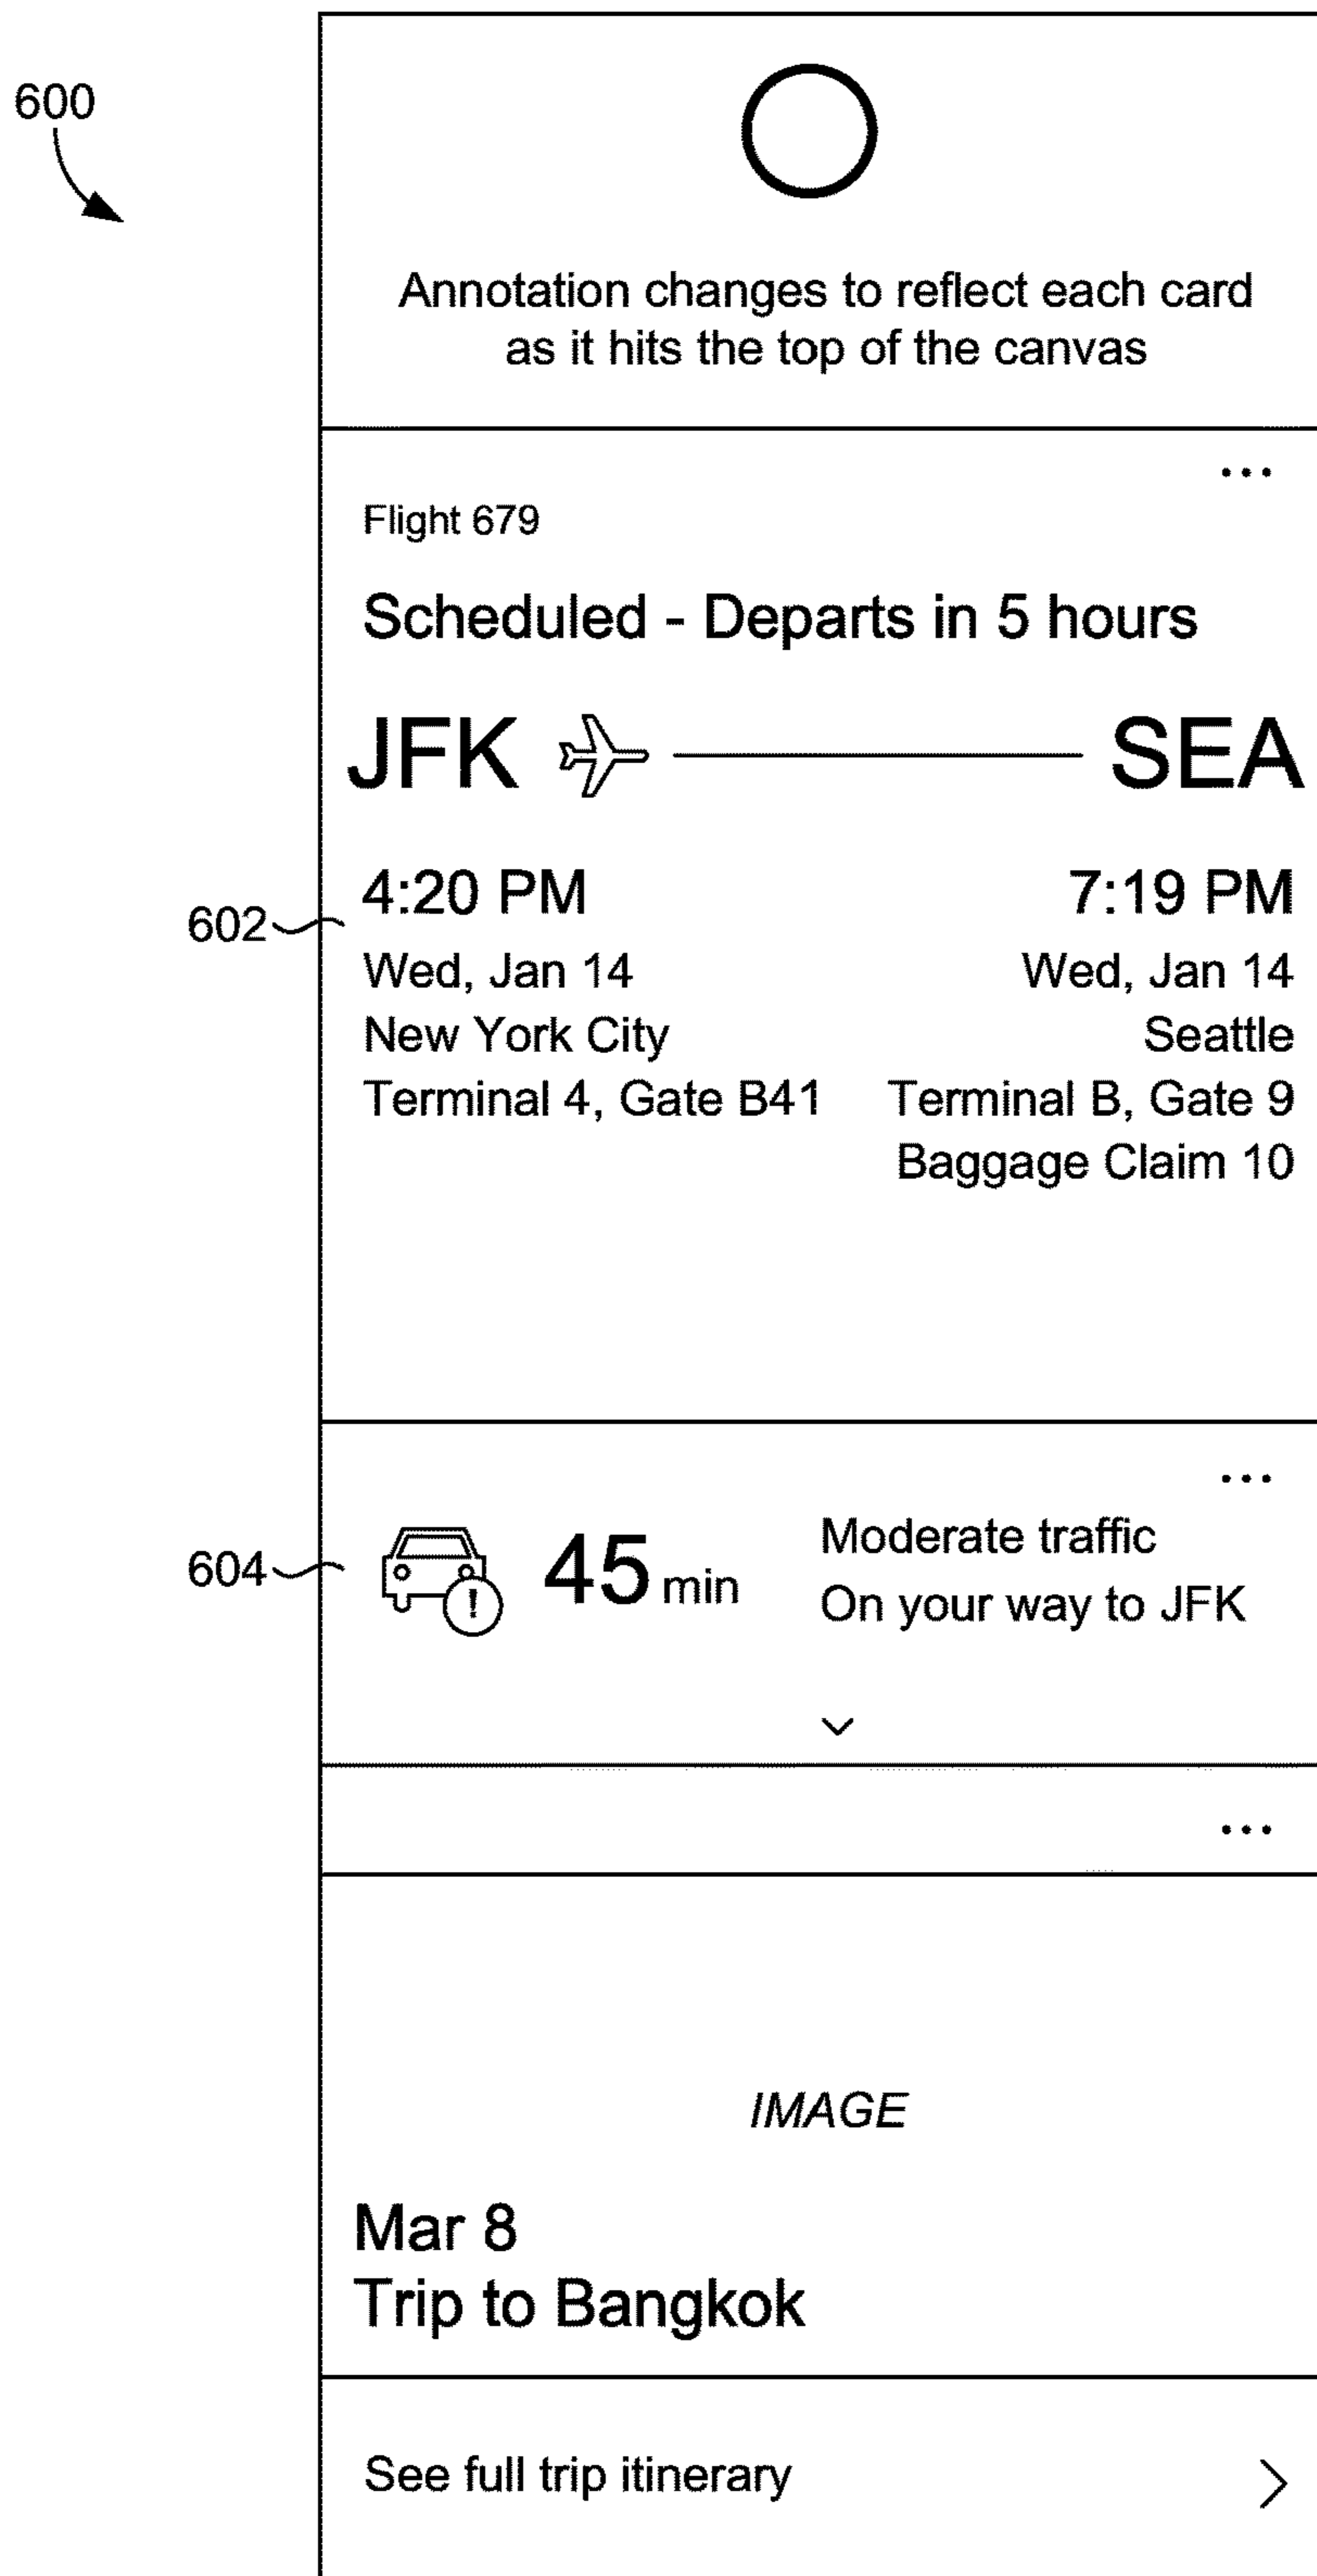 600
Annotation changes to reflect each card
as it hits the top of the canvas
...
Flight 679
Scheduled - Departs in 5 hours
JFK SEA
602
4:20 PM 7:19 PM
Wed, Jan 14 Wed, Jan 14
New York City Seattle
Terminal 4, Gate B41 Terminal B, Gate 9
Baggage Claim 10
...
604
! 45 min
Moderate traffic
On your way to JFK
...
IMAGE
Mar 8
Trip to Bangkok
See full trip itinerary >